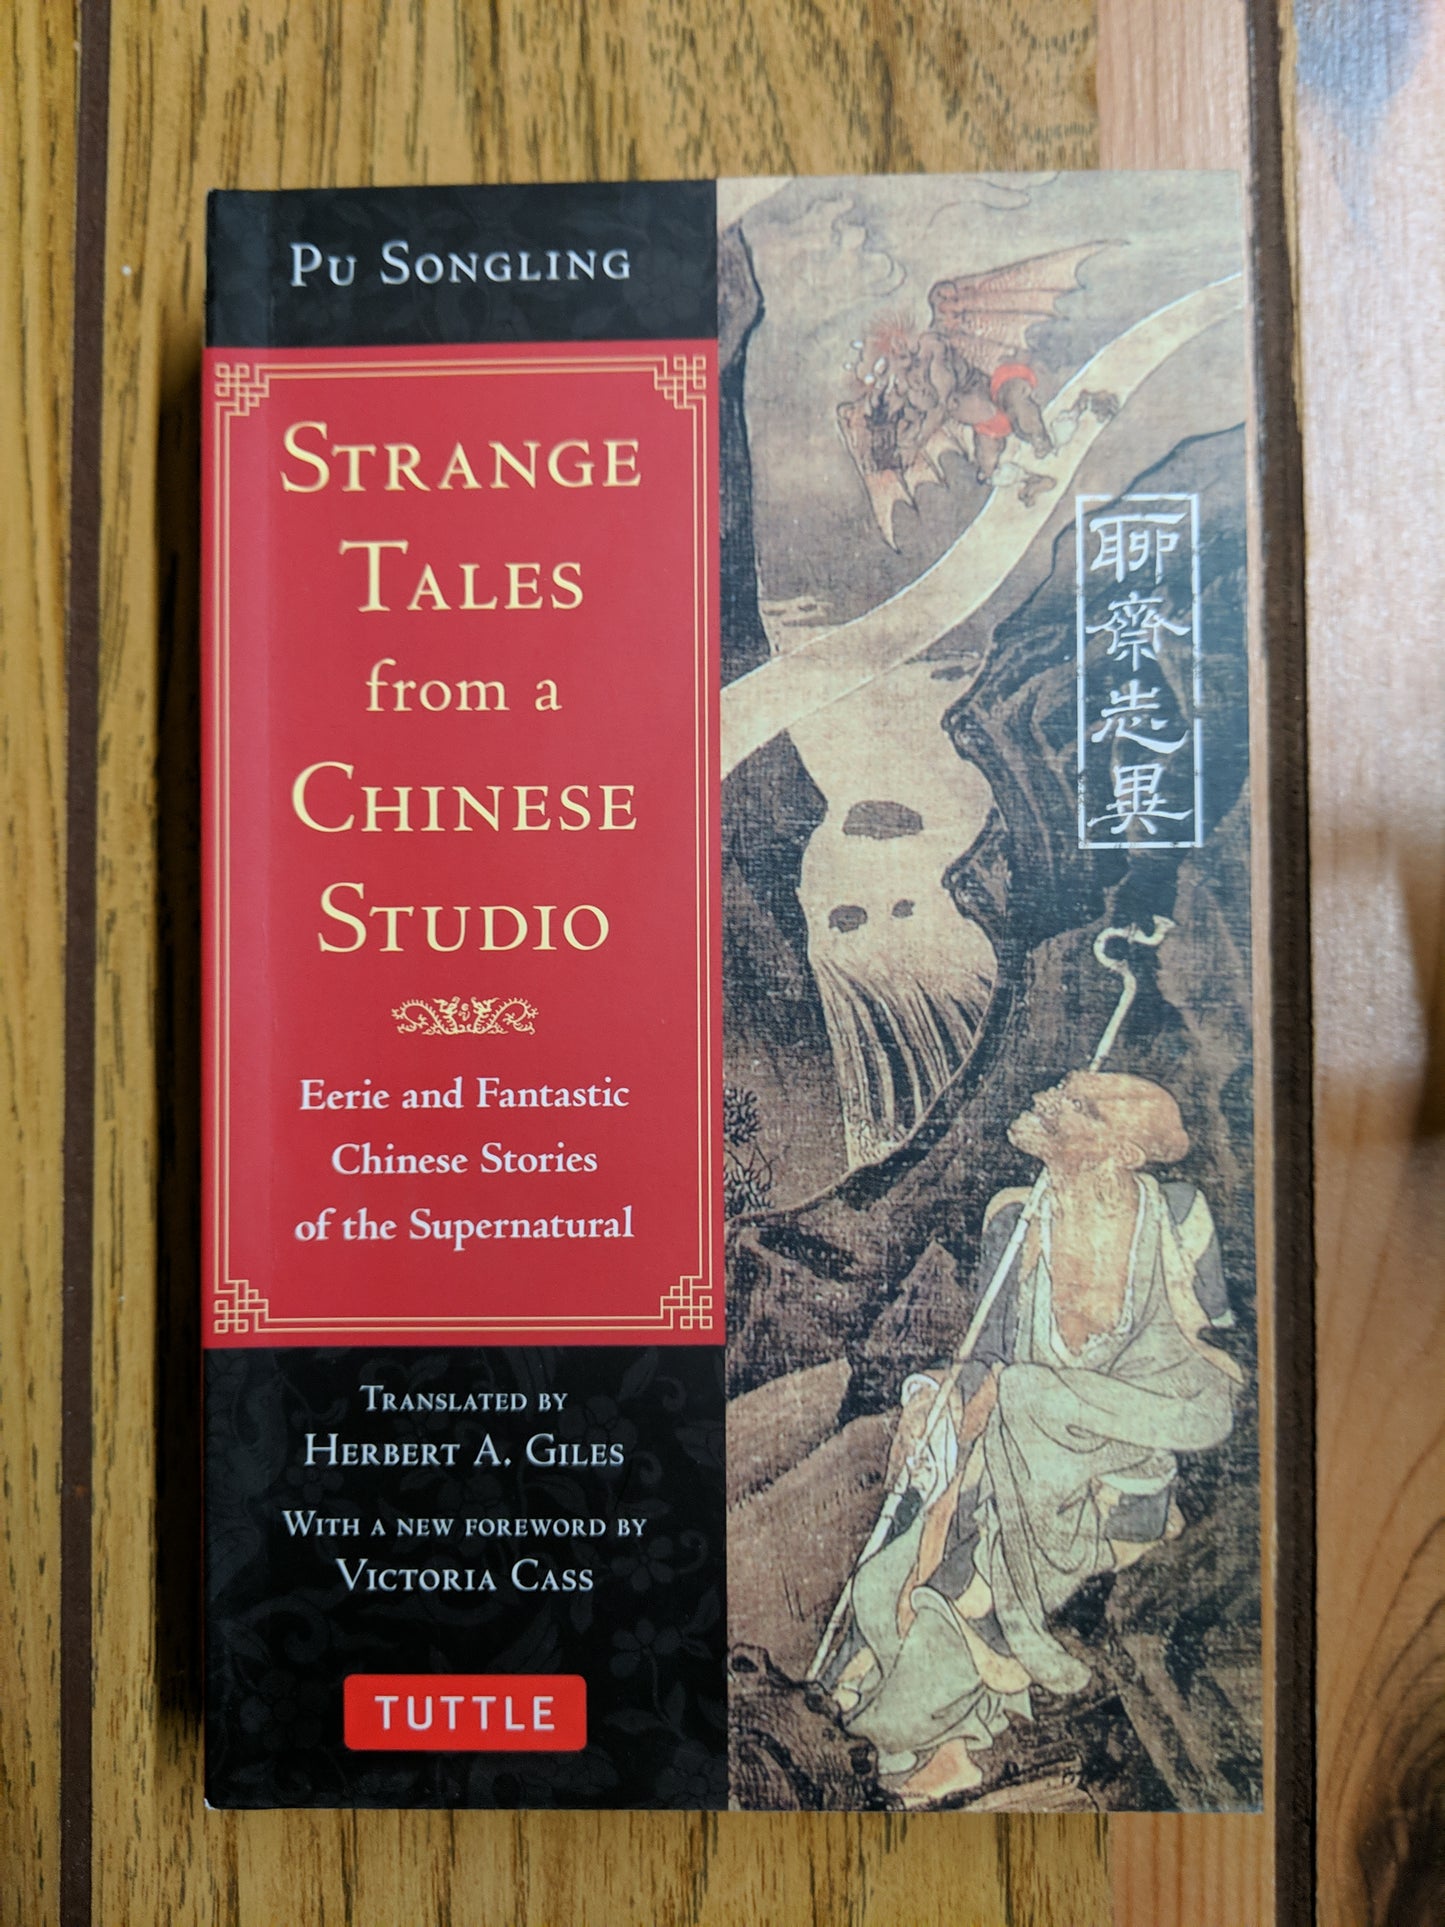 PU SONGLING
STRANGE
TALES
from a
CHINESE
STUDIO
Eerie and Fantastic
Chinese Stories
of the Supernatural
TRANSLATED BY
HERBERT A. GILES
WITH A NEW FOREWORD BY
VICTORIA CASS
TUTTLE
聊齋志異